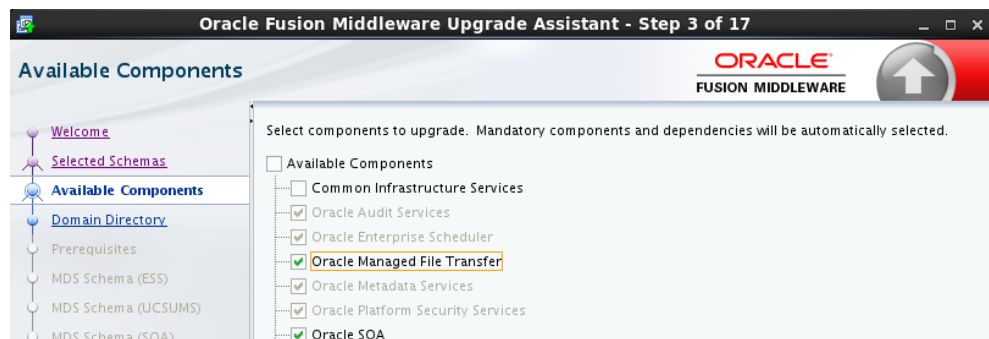 Oracle Fusion Middleware Upgrade Assistant - Step 3 of 17
Available Components
ORACLE
FUSION MIDDLEWARE
Welcome
Selected Schemas
Available Components
Domain Directory
Prerequisites
MDS Schema (ESS)
MDS Schema (UCSUMS)
MDS Schema (SOA)
Select components to upgrade. Mandatory components and dependencies will be automatically selected.
Available Components
Common Infrastructure Services
Oracle Audit Services
Oracle Enterprise Scheduler
Oracle Managed File Transfer
Oracle Metadata Services
Oracle Platform Security Services
Oracle SOA